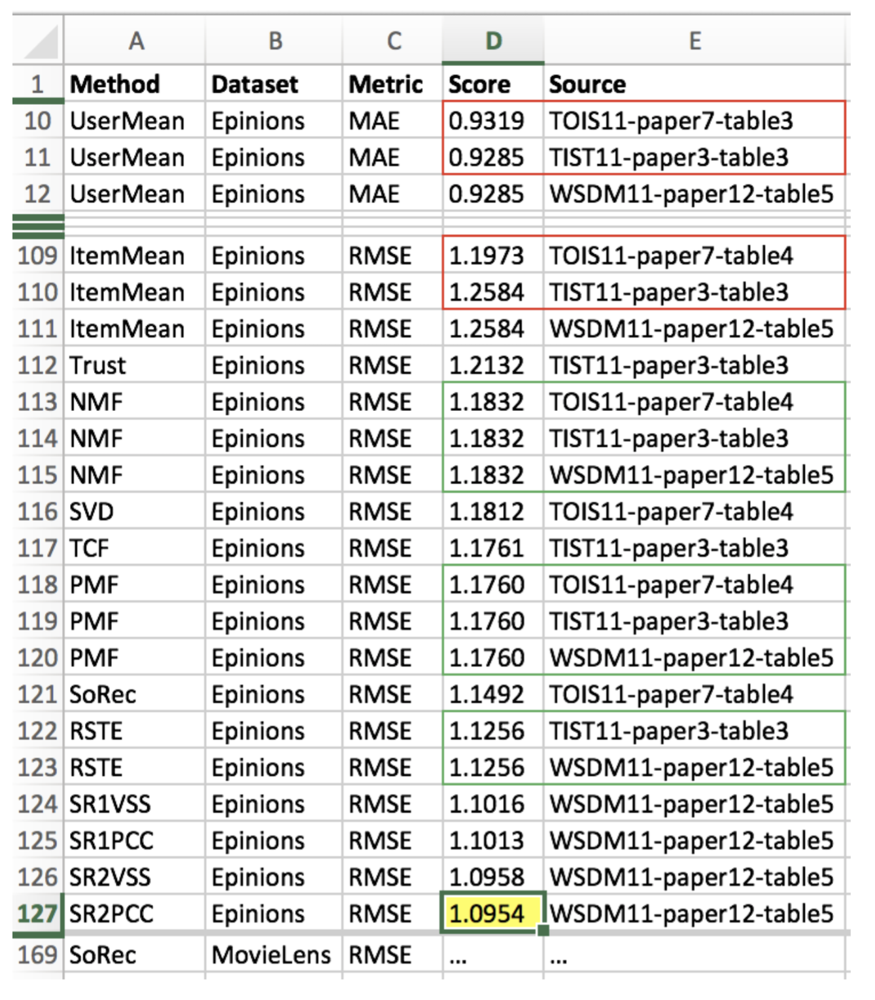 A B C D E
1 Method Dataset Metric Score Source
10 UserMean Epinions MAE 0.9319 TOIS11-paper7-table3
11 UserMean Epinions MAE 0.9285 TIST11-paper3-table3
12 UserMean Epinions MAE 0.9285 WSDM11-paper12-table5
109 ItemMean Epinions RMSE 1.1973 TOIS11-paper7-table4
110 ItemMean Epinions RMSE 1.2584 TIST11-paper3-table3
111 ItemMean Epinions RMSE 1.2584 WSDM11-paper12-table5
112 Trust Epinions RMSE 1.2132 TIST11-paper3-table3
113 NMF Epinions RMSE 1.1832 TOIS11-paper7-table4
114 NMF Epinions RMSE 1.1832 TIST11-paper3-table3
115 NMF Epinions RMSE 1.1832 WSDM11-paper12-table5
116 SVD Epinions RMSE 1.1812 TOIS11-paper7-table4
117 TCF Epinions RMSE 1.1761 TIST11-paper3-table3
118 PMF Epinions RMSE 1.1760 TOIS11-paper7-table4
119 PMF Epinions RMSE 1.1760 TIST11-paper3-table3
120 PMF Epinions RMSE 1.1760 WSDM11-paper12-table5
121 SoRec Epinions RMSE 1.1492 TOIS11-paper7-table4
122 RSTE Epinions RMSE 1.1256 TIST11-paper3-table3
123 RSTE Epinions RMSE 1.1256 WSDM11-paper12-table5
124 SR1VSS Epinions RMSE 1.1016 WSDM11-paper12-table5
125 SR1PCC Epinions RMSE 1.1013 WSDM11-paper12-table5
126 SR2VSS Epinions RMSE 1.0958 WSDM11-paper12-table5
127 SR2PCC Epinions RMSE 1.0954 WSDM11-paper12-table5
169 SoRec MovieLens RMSE ... ...